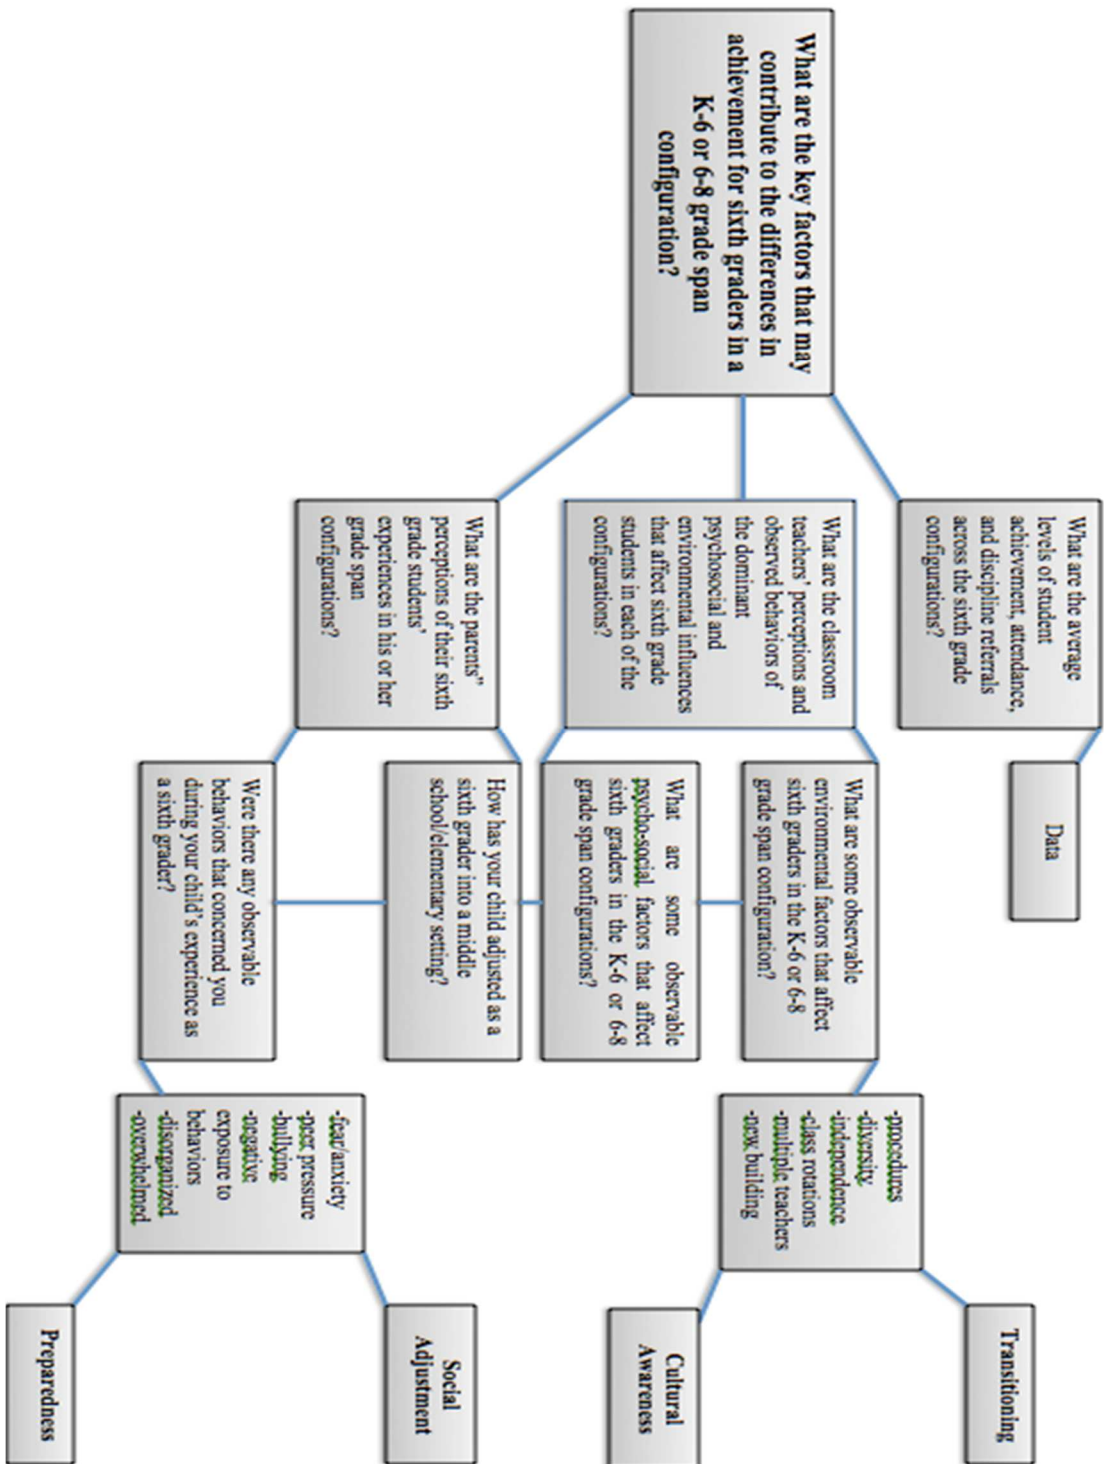 What are the key factors that may
contribute to the differences in
achievement for sixth graders in a
K-6 or 6-8 grade span
configuration?
What are the average
levels of student
achievement, attendance,
and discipline referrals
across the sixth grade
configurations?
Data
What are the classroom
teachers' perceptions and
observed behaviors of
the dominant
psychosocial and
environmental influences
that affect sixth grade
students in each of the
configurations?
What are some observable
environmental factors that affect
sixth graders in the K-6 or 6-8
grade span configuration?
What are some observable
psycho-social factors that affect
sixth graders in the K-6 or 6-8
grade span configurations?
What are the parents"
perceptions of their sixth
grade students'
experiences in his or her
grade span
configurations?
How has your child adjusted as a
sixth grader into a middle
school/elementary setting?
Were there any observable
behaviors that concerned you
during your child's experience as
a sixth grader?
-procedures
-diversity
-independence
-class rotations
-multiple teachers
-new building
-fear/anxiety
-peer pressure
-bullying
-negative
exposure to
behaviors
-disorganized
-overwhelmed
Transitioning
Cultural
Awareness
Social
Adjustment
Preparedness